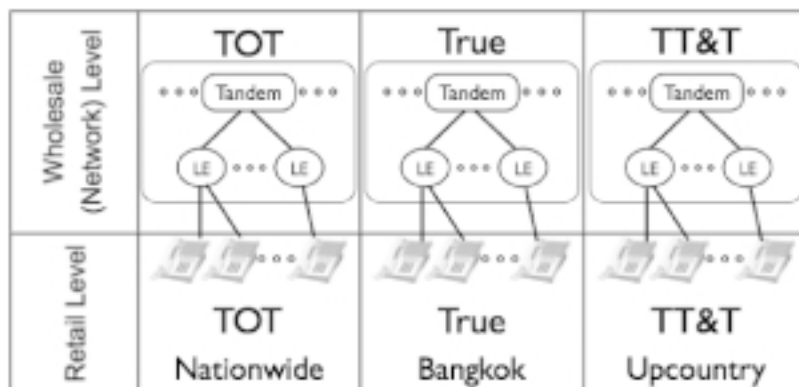 Wholesale
(Network) Level
TOT
True
TT&T
Tandem
Tandem
Tandem
LE
LE
LE
LE
LE
LE
Retail Level
TOT
True
TT&T
Nationwide
Bangkok
Upcountry